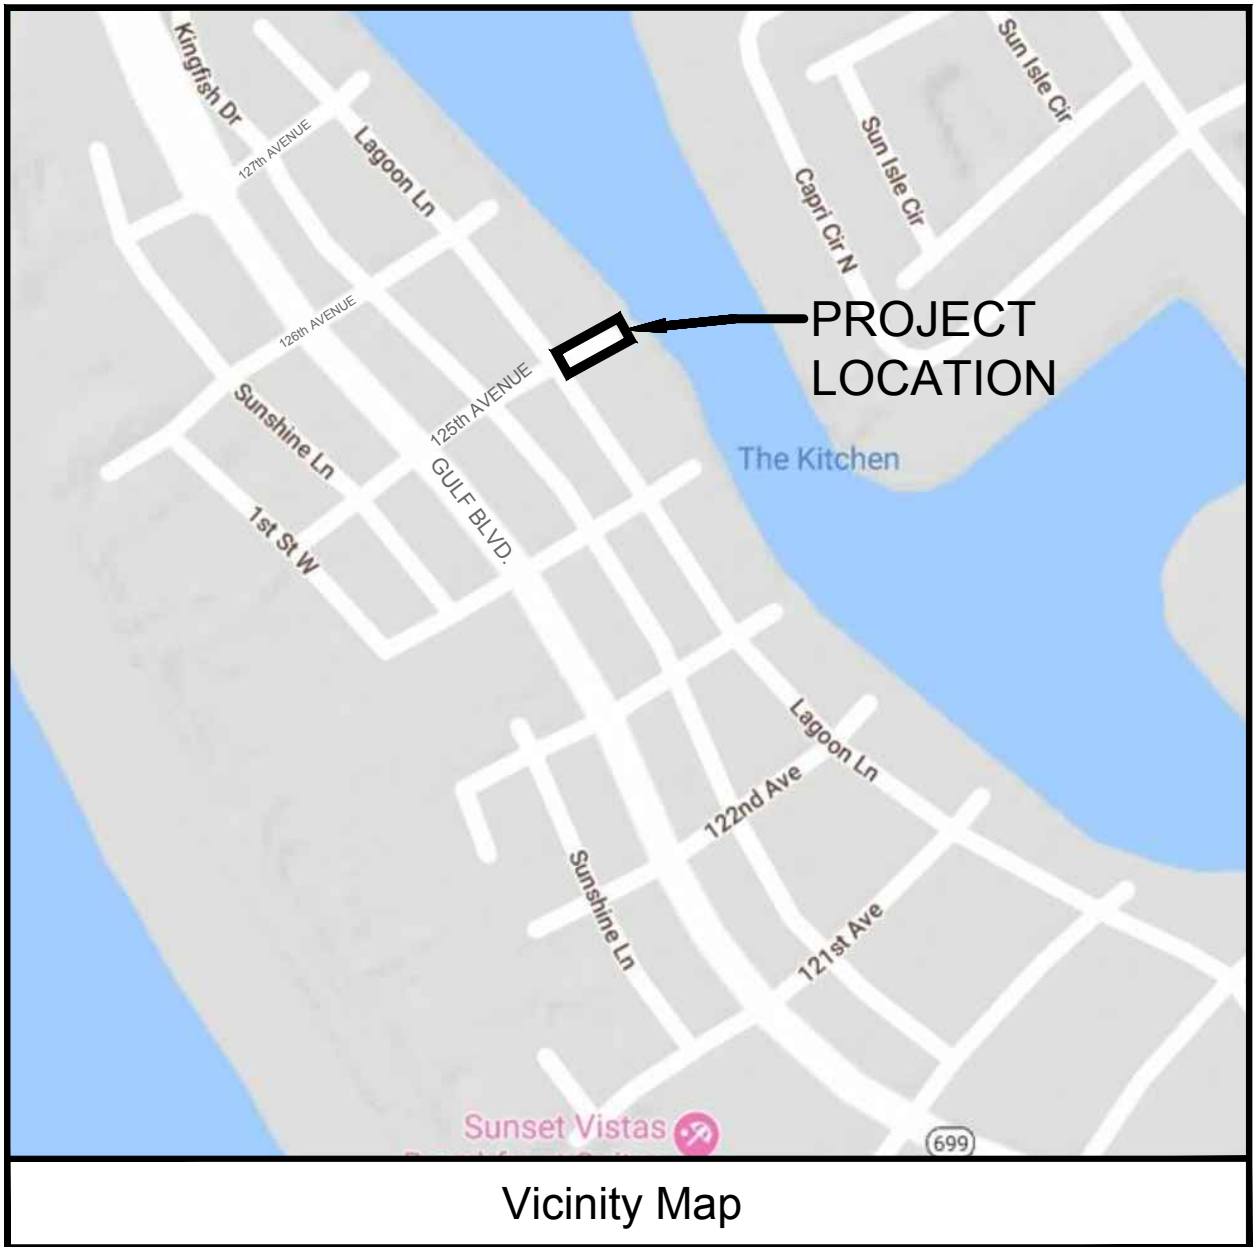 Kingfish Dr
Sun Isle Cir
127th AVENUE
Lagoon Ln
Sun Isle Cir
Capri Cir N
126th AVENUE
PROJECT
LOCATION
125th AVENUE
Sunshine Ln
The Kitchen
GULF BLVD.
1st St W
Lagoon Ln
122nd Ave
Sunshine Ln
121st Ave
Sunset Vistas
699
Vicinity Map